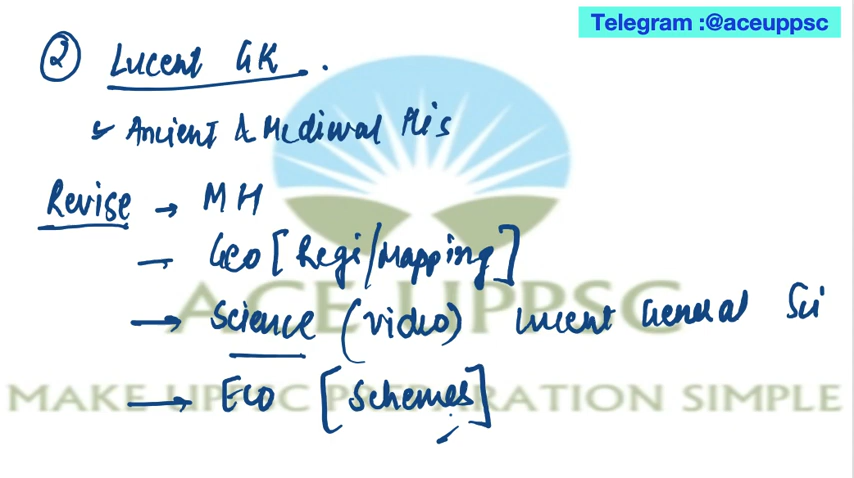 Telegram :@aceuppsc
② Lucent GK .
Ancient & Mediwal His
Revise → MH
— Geo [Regi/Mapping]
→ Science (video) Lucent General Sci
→ Eco [Schemes]
ACE UPPSC
MAKE UPPSC PREPARATION SIMPLE